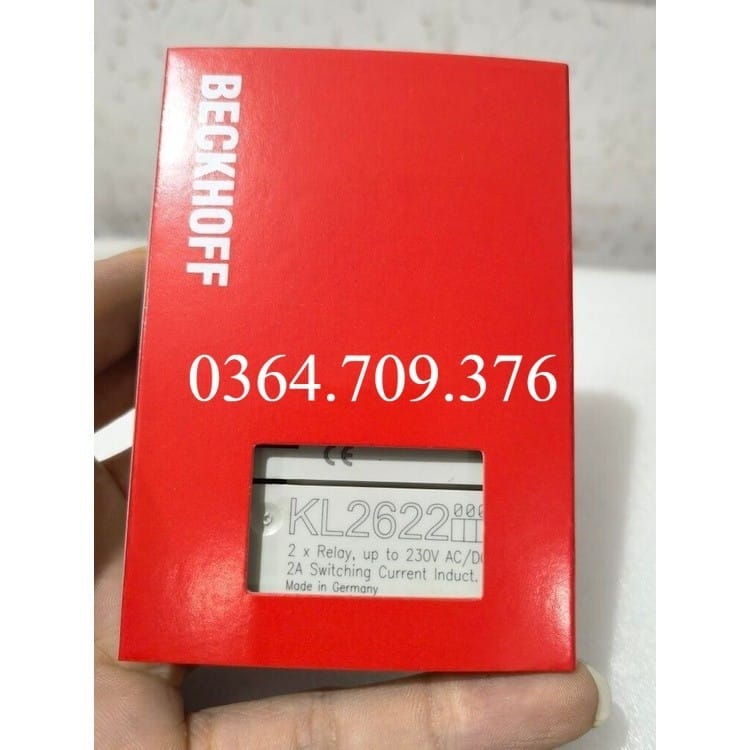 BECKHOFF
0364.709.376
CE
KL2622
2 x Relay, up to 230V AC/D
2A Switching Current Induct.
Made in Germany